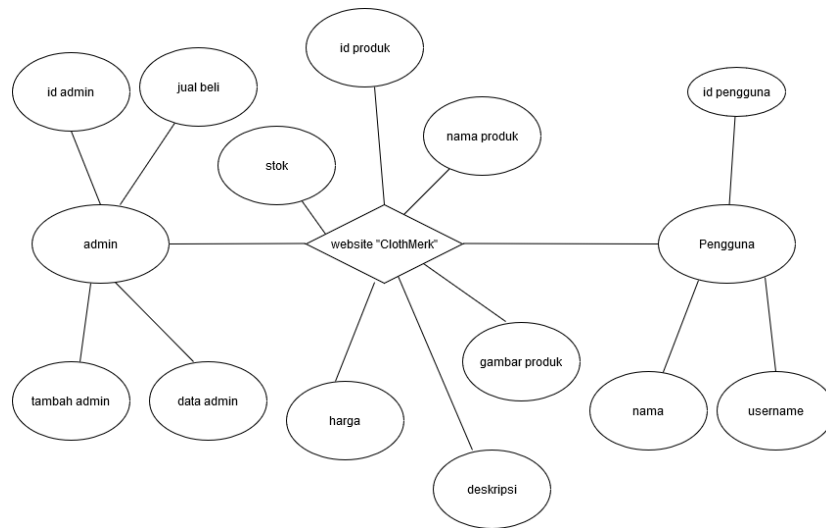 id produk
id admin
jual beli
id pengguna
nama produk
stok
admin
website "ClothMerk"
Pengguna
gambar produk
tambah admin
data admin
harga
nama
username
deskripsi